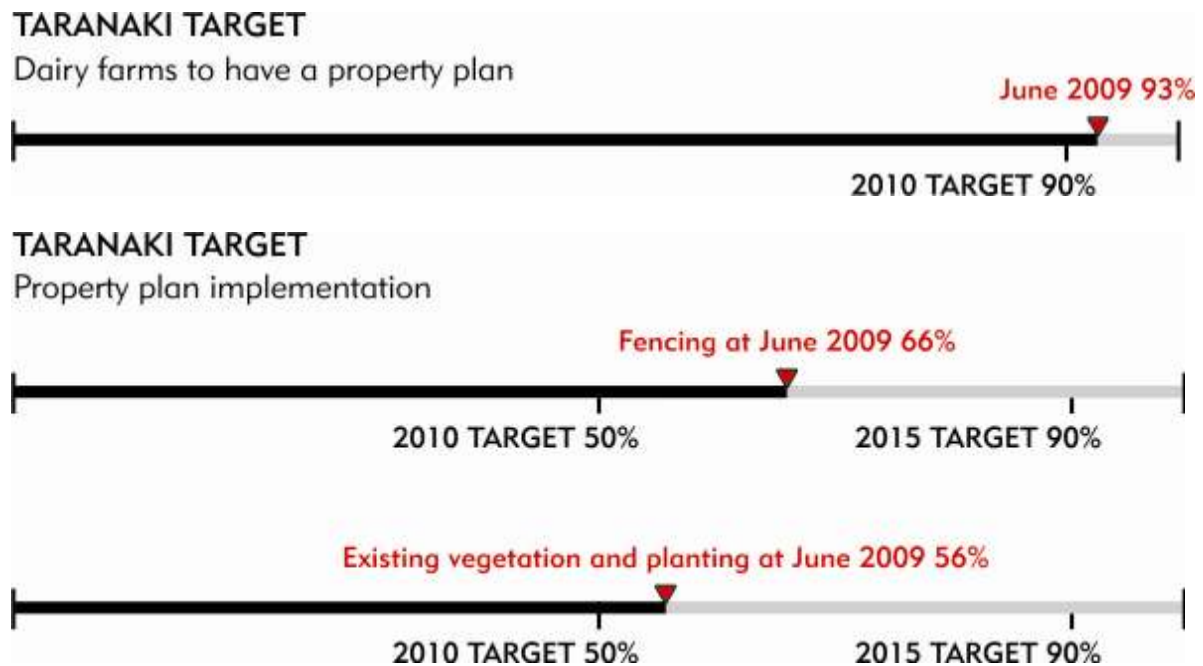 TARANAKI TARGET
Dairy farms to have a property plan
June 2009 93%
2010 TARGET 90%
TARANAKI TARGET
Property plan implementation
Fencing at June 2009 66%
2010 TARGET 50% 2015 TARGET 90%
Existing vegetation and planting at June 2009 56%
2010 TARGET 50% 2015 TARGET 90%